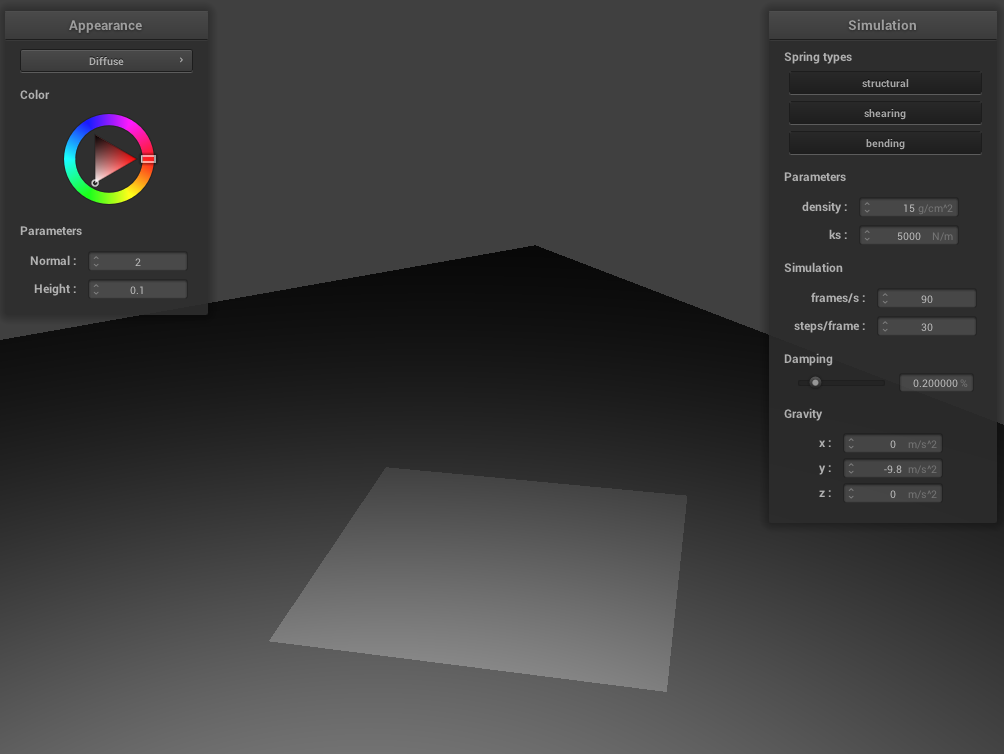 Appearance
Diffuse ›
Color
Parameters
Normal : 2
Height : 0.1
Simulation
Spring types
structural
shearing
bending
Parameters
density : 15 g/cm^2
ks : 5000 N/m
Simulation
frames/s : 90
steps/frame : 30
Damping
0.200000 %
Gravity
x : 0 m/s^2
y : -9.8 m/s^2
z : 0 m/s^2